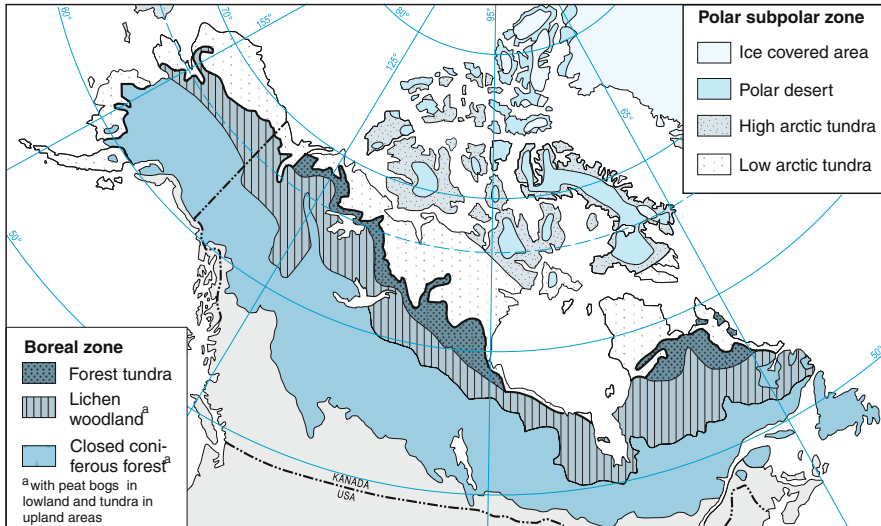 60°
70°
155°
80°
95°
125°
65°
50°
50°
Polar subpolar zone
Ice covered area
Polar desert
High arctic tundra
Low arctic tundra
Boreal zone
Forest tundra
Lichen
woodlandᵃ
Closed coni-
ferous forestᵃ
ᵃ with peat bogs in
lowland and tundra in
upland areas
KANADA
USA